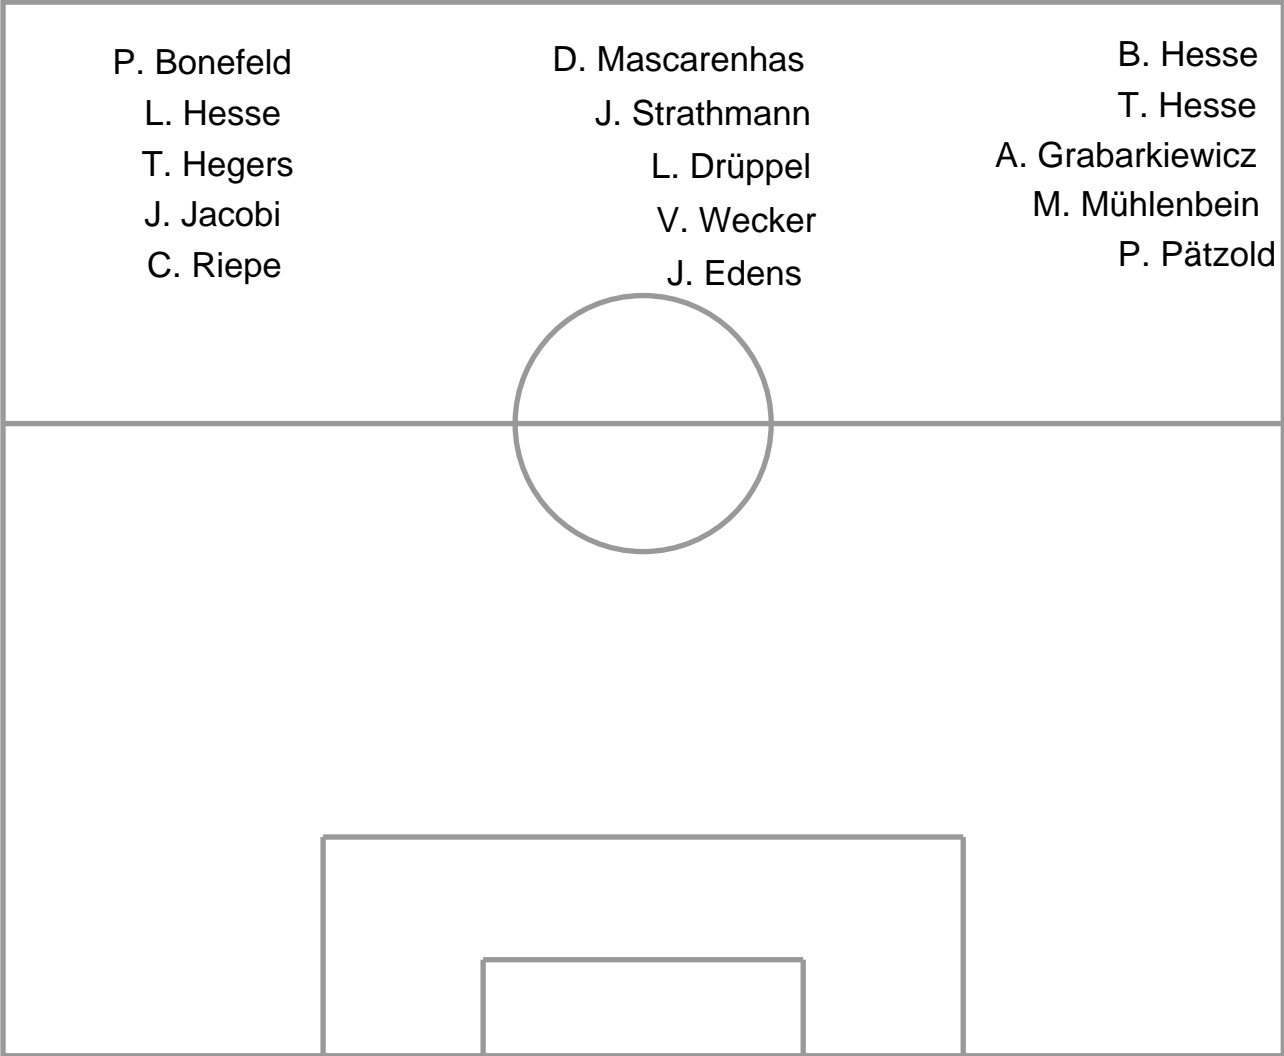 P. Bonefeld
L. Hesse
T. Hegers
J. Jacobi
C. Riepe
D. Mascarenhas
J. Strathmann
L. Drüppel
V. Wecker
J. Edens
B. Hesse
T. Hesse
A. Grabarkiewicz
M. Mühlenbein
P. Pätzold